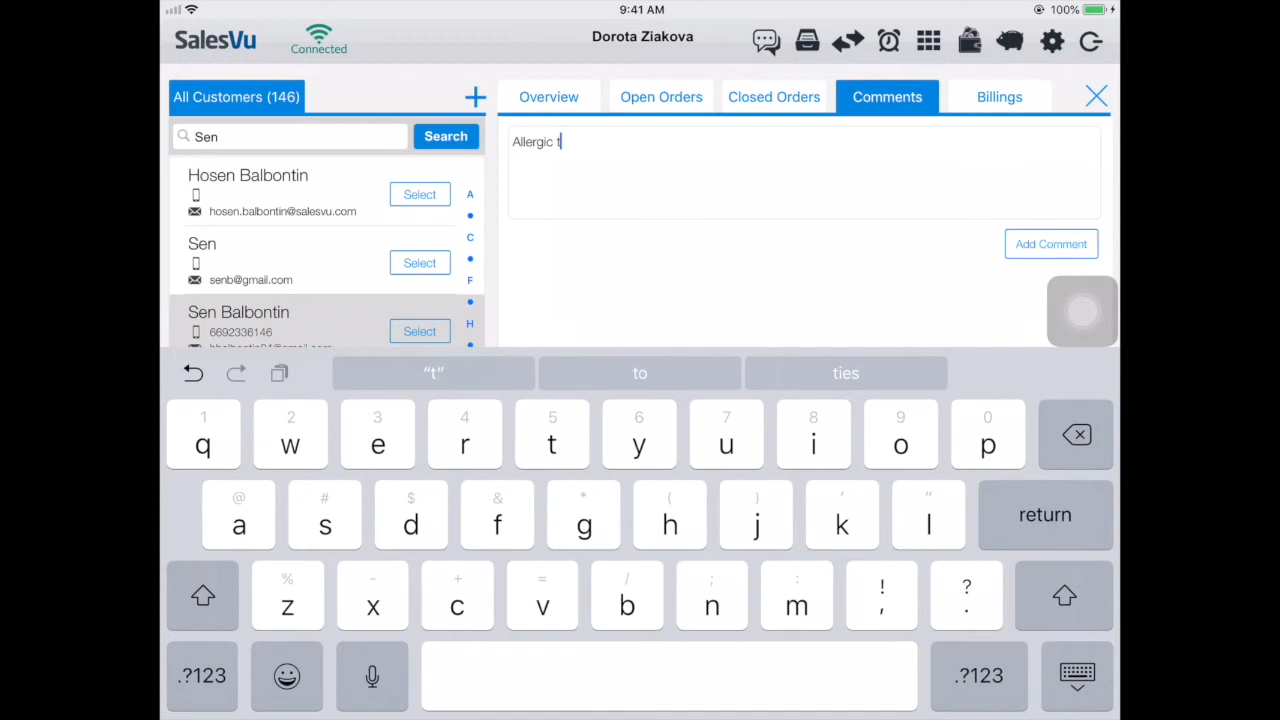 9:41 AM
100%
SalesVu
Connected
Dorota Ziakova
All Customers (146)
Overview
Open Orders
Closed Orders
Comments
Billings
Sen
Search
Allergic t
Hosen Balbontin
Select
hosen.balbontin@salesvu.com
Sen
Select
senb@gmail.com
Sen Balbontin
6692336146
Select
A
C
F
H
Add Comment
"t"
to
ties
1 2 3 4 5 6 7 8 9 0
q w e r t y u i o p
@ # $ & * ( ) ' "
a s d f g h j k l
return
% - + = / ; : ! ?
z x c v b n m , .
.?123
.?123